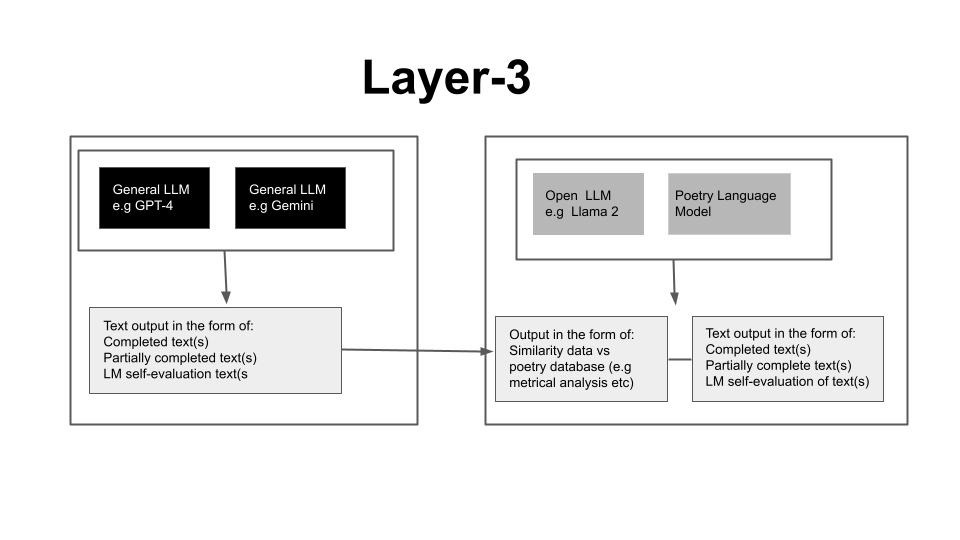 Layer-3
General LLM
e.g GPT-4
General LLM
e.g Gemini
Open  LLM
e.g  Llama 2
Poetry Language
Model
Text output in the form of:
Completed text(s)
Partially completed text(s)
LM self-evaluation text(s
Output in the form of:
Similarity data vs
poetry database (e.g
metrical analysis etc)
Text output in the form of:
Completed text(s)
Partially complete text(s)
LM self-evaluation of text(s)